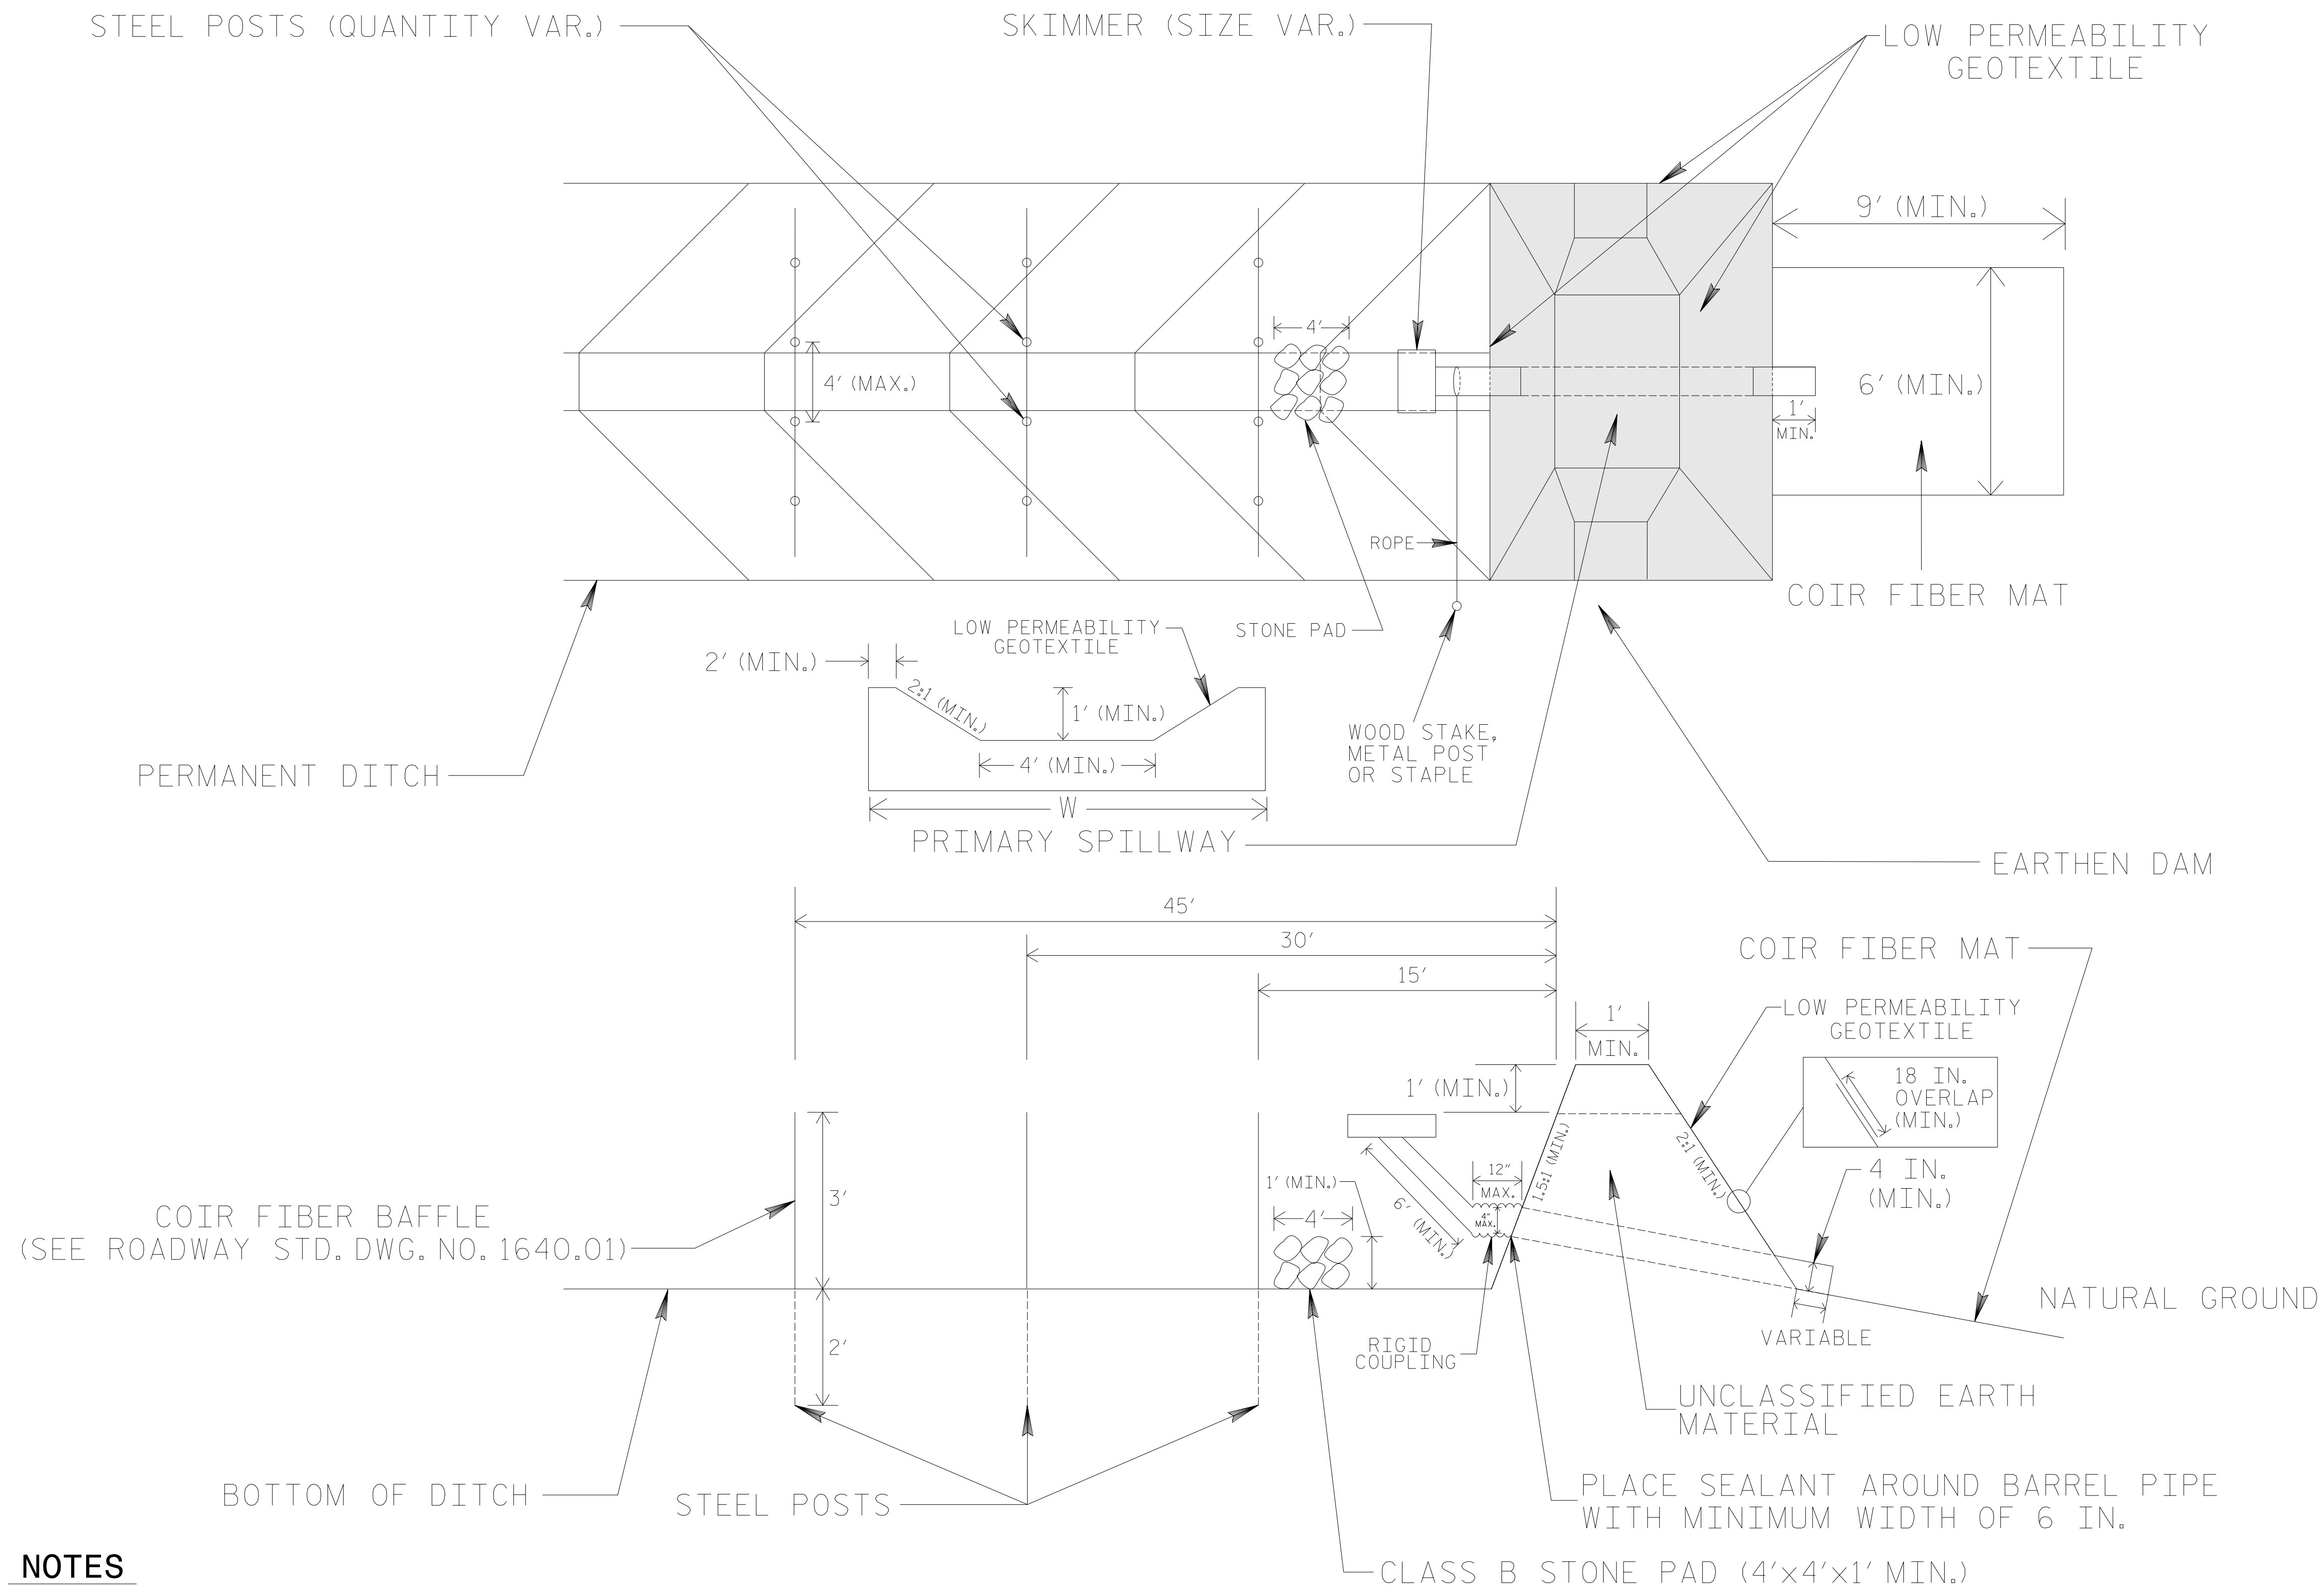 STEEL POSTS (QUANTITY VAR.)
SKIMMER (SIZE VAR.)
LOW PERMEABILITY
GEOTEXTILE
9' (MIN.)
4'
4' (MAX.)
6' (MIN.)
1'
MIN.
ROPE
COIR FIBER MAT
STONE PAD
LOW PERMEABILITY
GEOTEXTILE
2' (MIN.)
2:1 (MIN.)
1' (MIN.)
4' (MIN.)
W
PRIMARY SPILLWAY
WOOD STAKE,
METAL POST
OR STAPLE
PERMANENT DITCH
EARTHEN DAM
45'
30'
15'
COIR FIBER MAT
1'
MIN.
LOW PERMEABILITY
GEOTEXTILE
1' (MIN.)
18 IN.
OVERLAP
(MIN.)
1.5:1 (MIN.)
2:1 (MIN.)
12"
MAX.
4"
MAX.
6' (MIN.)
1' (MIN.)
4'
4 IN.
(MIN.)
3'
COIR FIBER BAFFLE
(SEE ROADWAY STD. DWG. NO. 1640.01)
NATURAL GROUND
VARIABLE
2'
RIGID
COUPLING
UNCLASSIFIED EARTH
MATERIAL
BOTTOM OF DITCH
STEEL POSTS
PLACE SEALANT AROUND BARREL PIPE
WITH MINIMUM WIDTH OF 6 IN.
CLASS B STONE PAD (4'x4'x1' MIN.)
NOTES